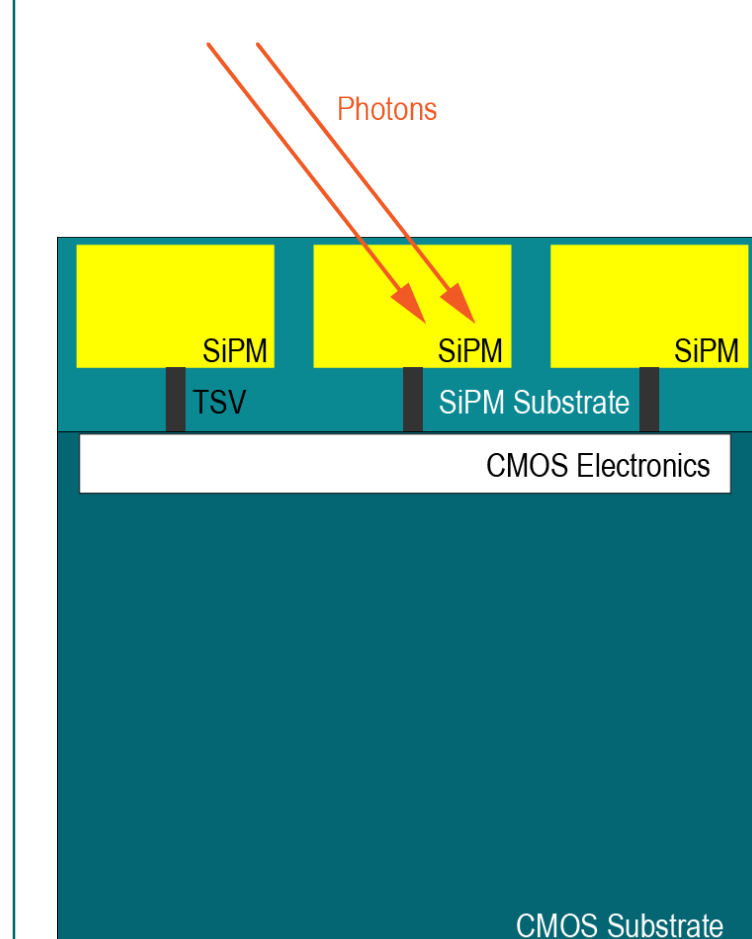 Photons
SiPM
SiPM
SiPM
TSV
SiPM Substrate
CMOS Electronics
CMOS Substrate